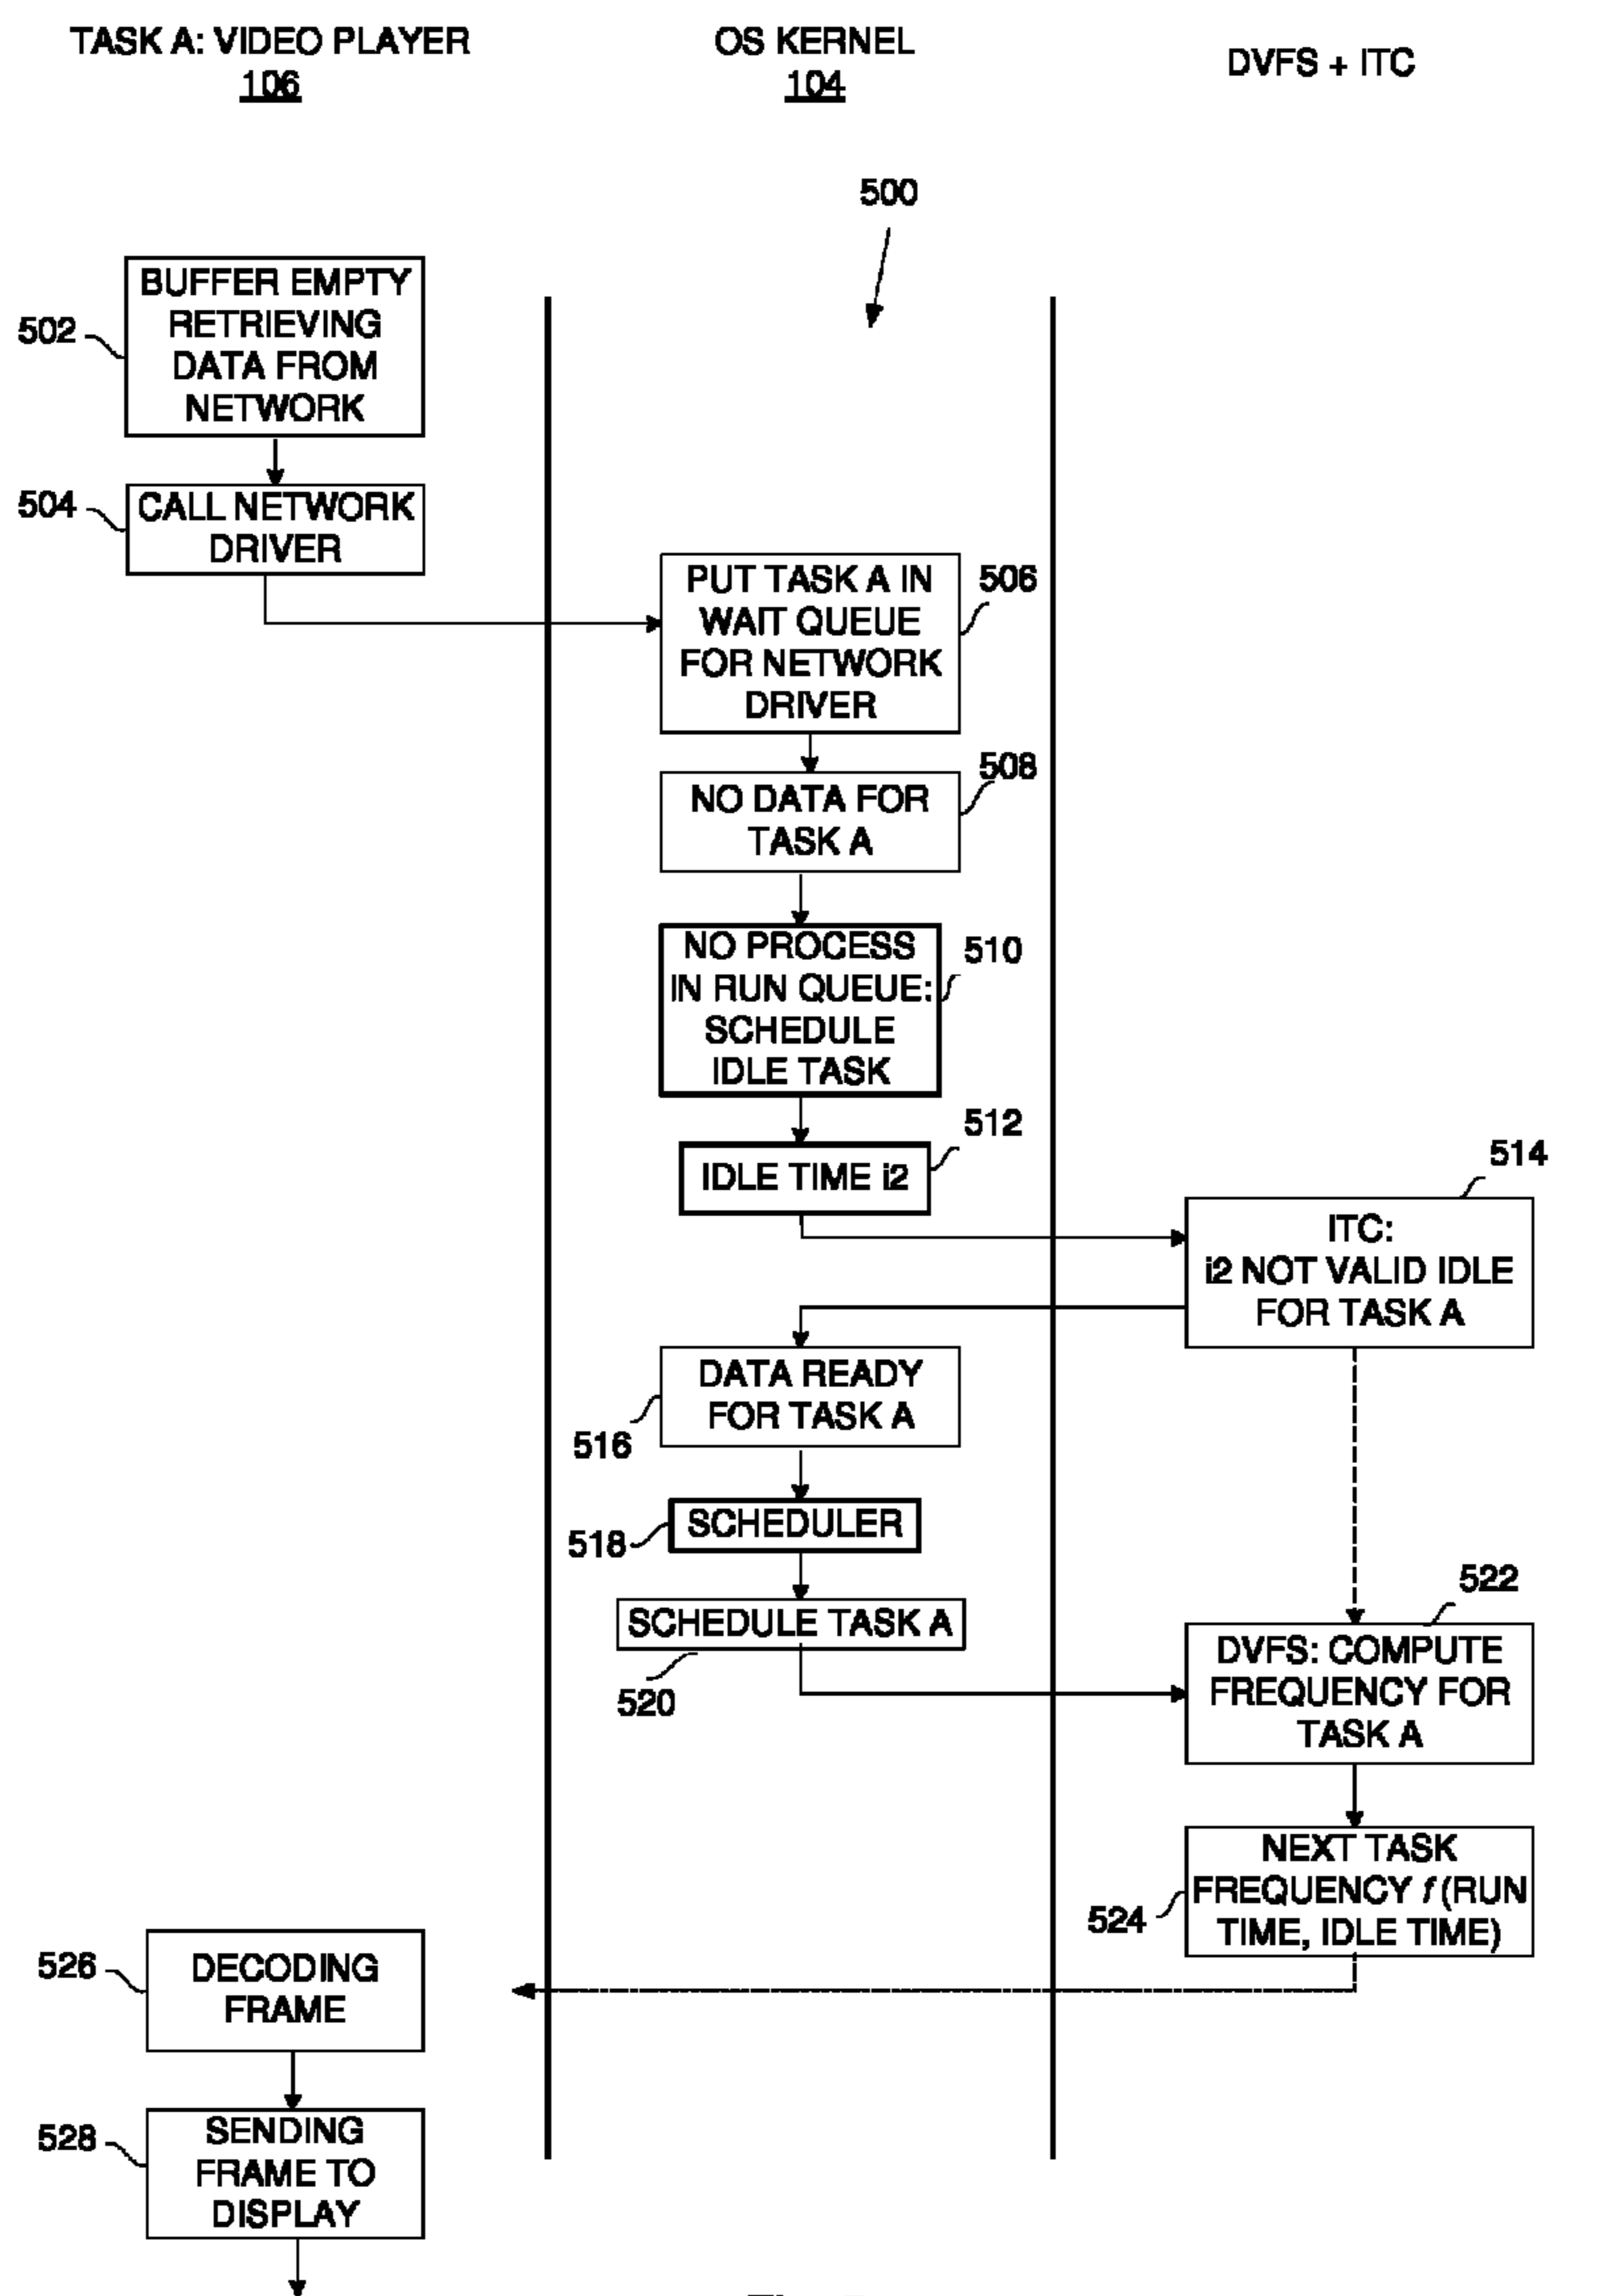 TASK A: VIDEO PLAYER
106
OS KERNEL
104
DVFS + ITC
500
502
BUFFER EMPTY
RETRIEVING
DATA FROM
NETWORK
504
CALL NETWORK
DRIVER
PUT TASK A IN
WAIT QUEUE
FOR NETWORK
DRIVER
506
NO DATA FOR
TASK A
508
NO PROCESS
IN RUN QUEUE:
SCHEDULE
IDLE TASK
510
IDLE TIME i2
512
514
ITC:
i2 NOT VALID IDLE
FOR TASK A
DATA READY
FOR TASK A
516
SCHEDULER
518
SCHEDULE TASK A
520
522
DVFS: COMPUTE
FREQUENCY FOR
TASK A
NEXT TASK
FREQUENCY f (RUN
TIME, IDLE TIME)
524
526
DECODING
FRAME
528
SENDING
FRAME TO
DISPLAY